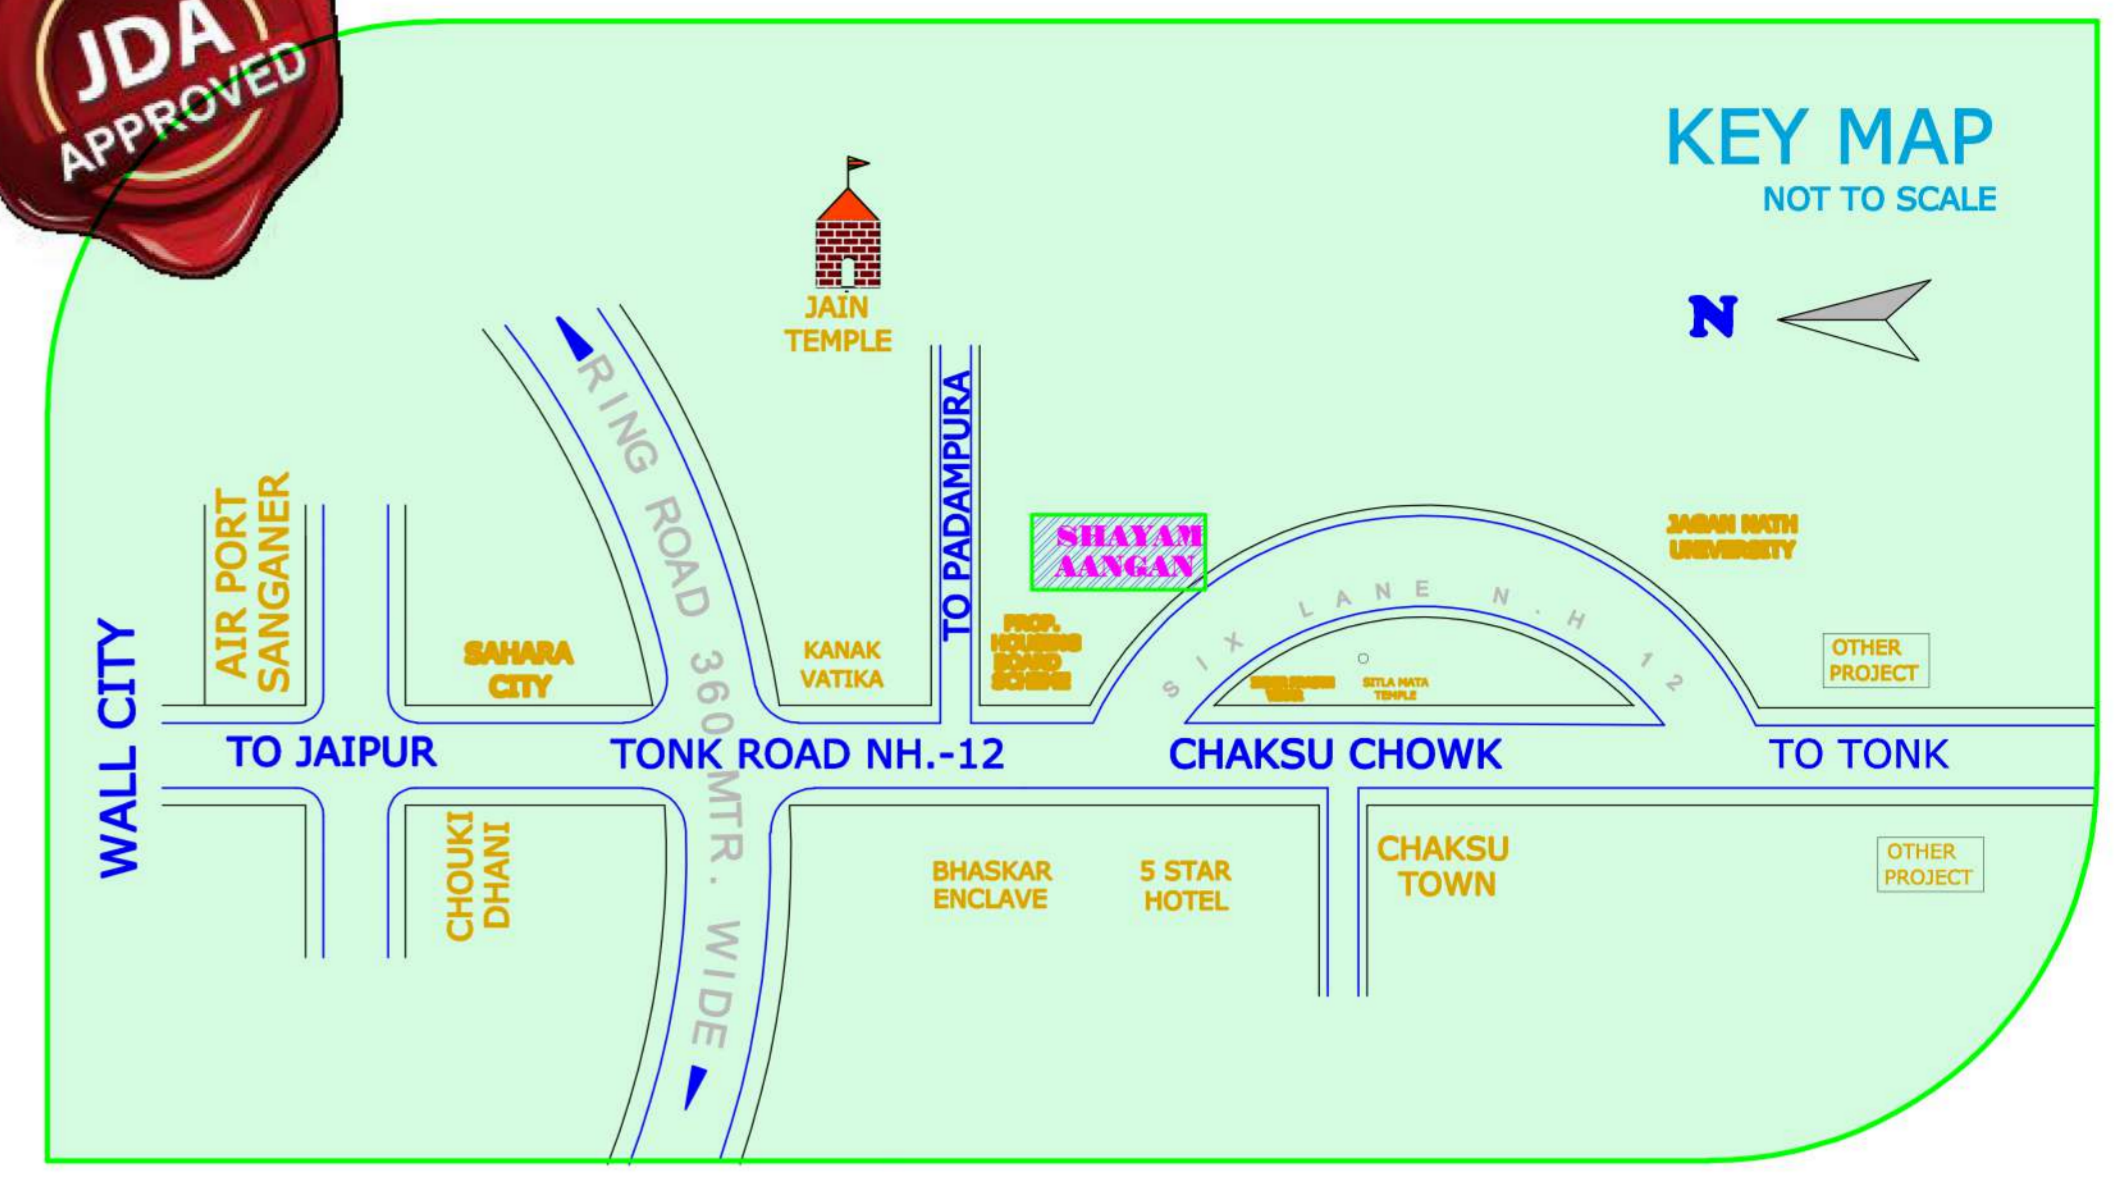 JDA
APPROVED
KEY MAP
NOT TO SCALE
N
JAIN
TEMPLE
RING ROAD 360 MTR. WIDE
TO PADAMPURA
AIR PORT
SANGANER
SHAYAM
AANGAN
JAGAN NATH
UNIVERSITY
SIX LANE N.H 12
WALL CITY
SAHARA
CITY
KANAK
VATIKA
PROP.
HOUSING
BOARD
SCHEME
SITLA MATA
TEMPLE
OTHER
PROJECT
TO JAIPUR
TONK ROAD NH.-12
CHAKSU CHOWK
TO TONK
CHOUKI
DHANI
BHASKAR
ENCLAVE
5 STAR
HOTEL
CHAKSU
TOWN
OTHER
PROJECT